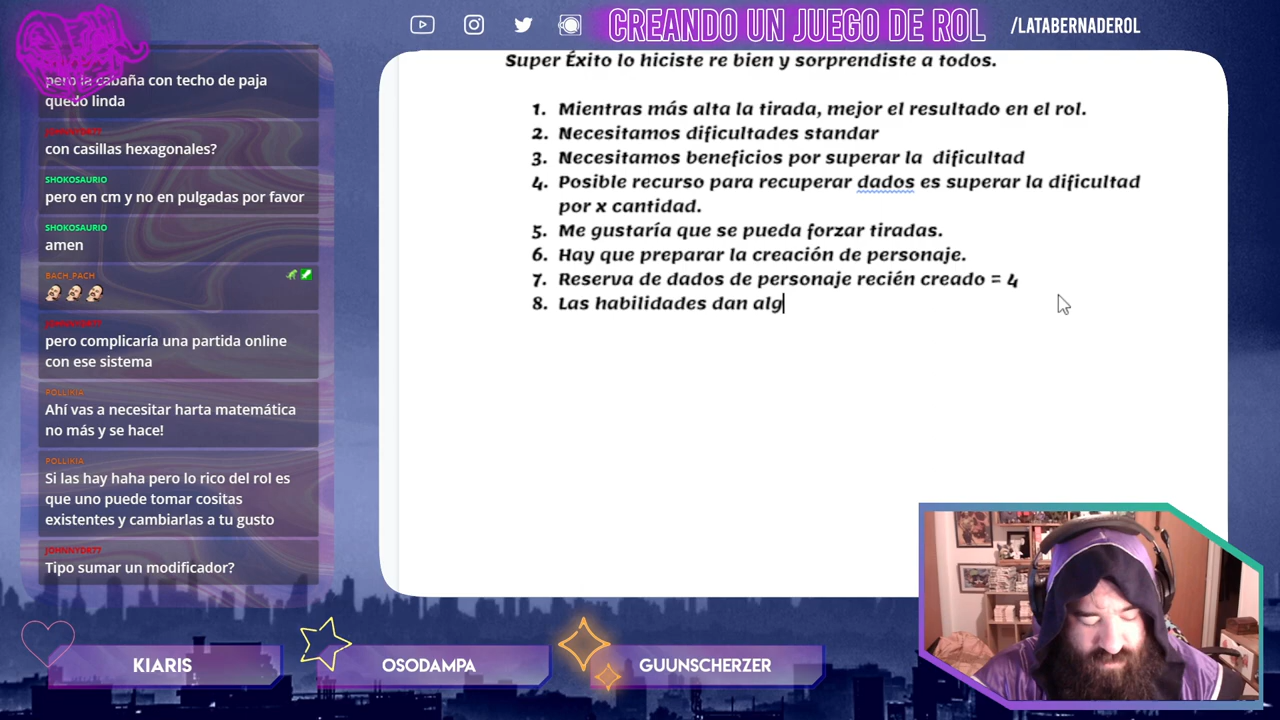 CREANDO UN JUEGO DE ROL
/LATABERNADEROL
pero la cabaña con techo de paja
quedo linda
JOHNNYDR77
con casillas hexagonales?
SHOKOSAURIO
pero en cm y no en pulgadas por favor
SHOKOSAURIO
amen
BACH_PACH
JOHNNYDR77
pero complicaría una partida online
con ese sistema
POLLIKIA
Ahí vas a necesitar harta matemática
no más y se hace!
POLLIKIA
Si las hay haha pero lo rico del rol es
que uno puede tomar cositas
existentes y cambiarlas a tu gusto
JOHNNYDR77
Tipo sumar un modificador?
Super Éxito lo hiciste re bien y sorprendiste a todos.
1. Mientras más alta la tirada, mejor el resultado en el rol.
2. Necesitamos dificultades standar
3. Necesitamos beneficios por superar la dificultad
4. Posible recurso para recuperar dados es superar la dificultad
por x cantidad.
5. Me gustaría que se pueda forzar tiradas.
6. Hay que preparar la creación de personaje.
7. Reserva de dados de personaje recién creado = 4
8. Las habilidades dan alg
KIARIS
OSODAMPA
GUUNSCHERZER